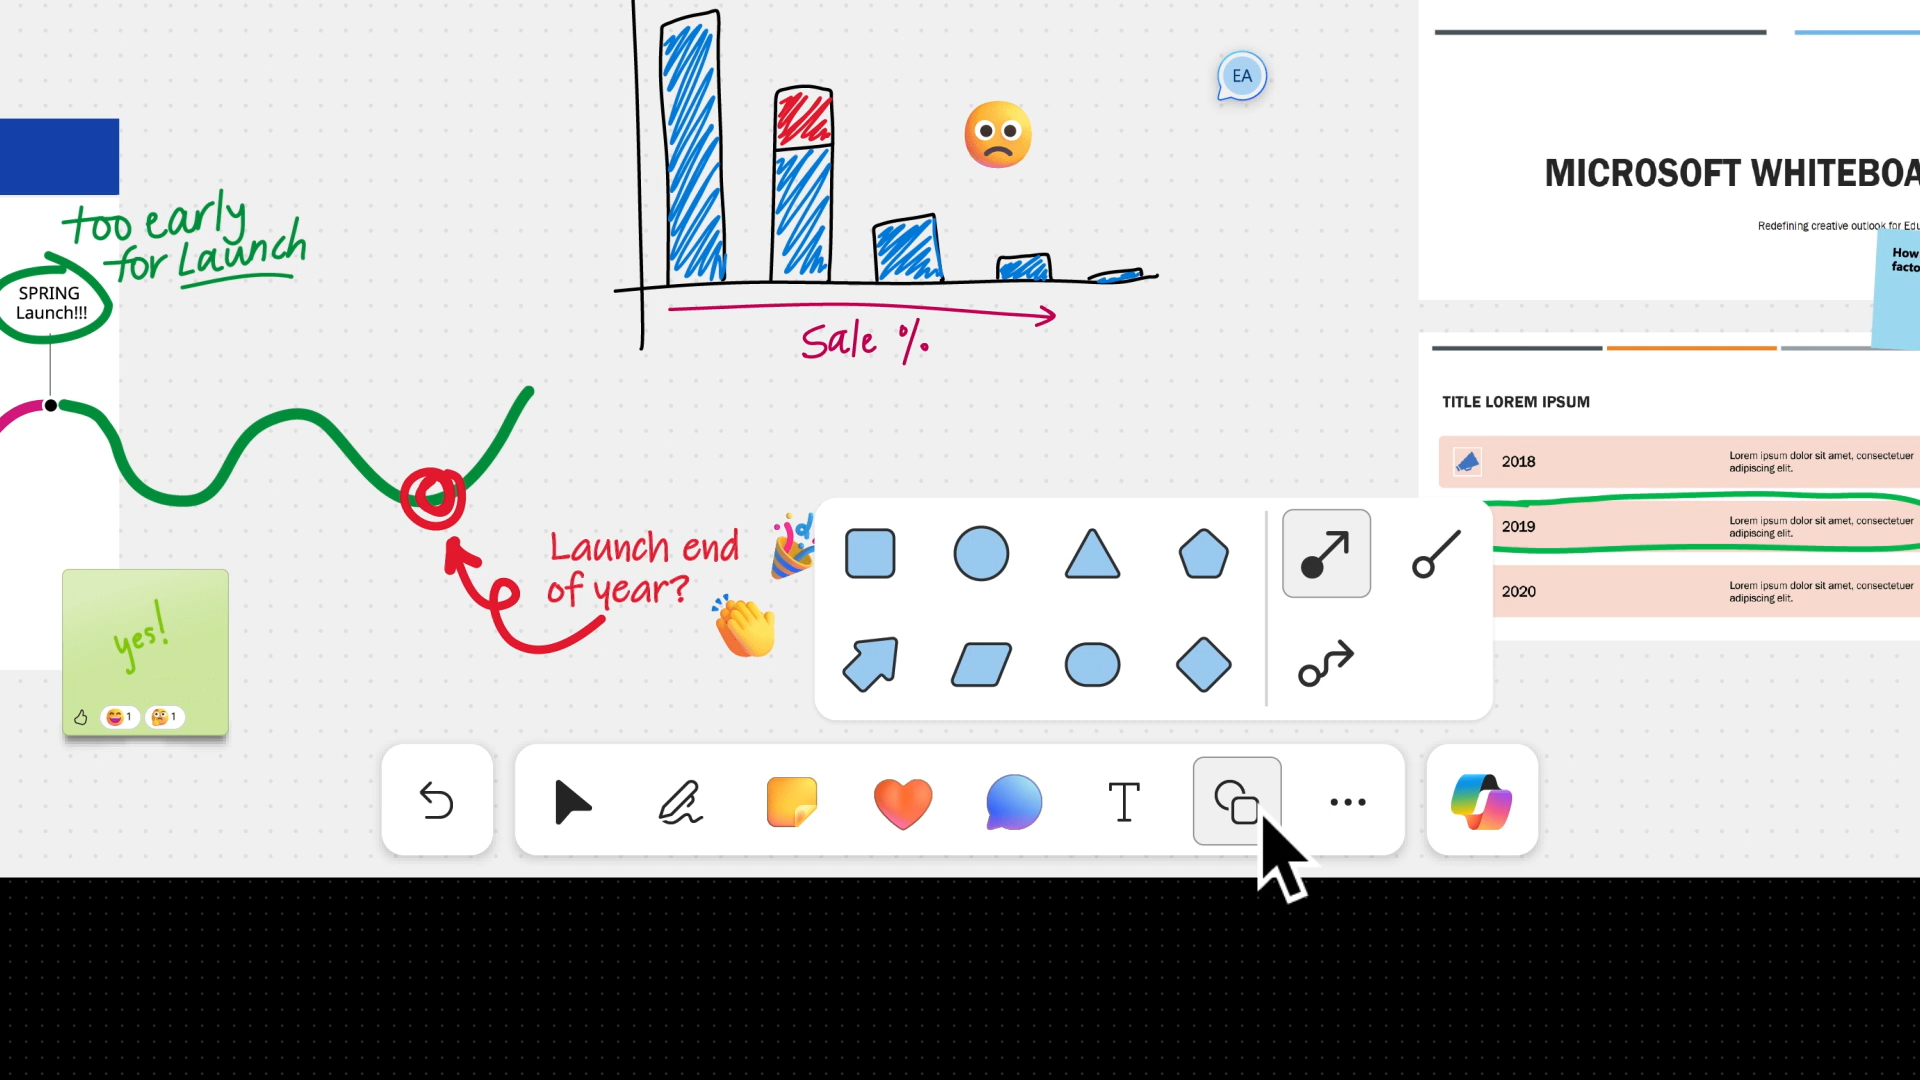 EA
MICROSOFT WHITEBOA
Redefining creative outlook for Edu
How
facto
too early
for Launch
SPRING
Launch!!!
Sale %
TITLE LOREM IPSUM
2018
Lorem ipsum dolor sit amet, consectetuer
adipiscing elit.
2019
Lorem ipsum dolor sit amet, consectetuer
adipiscing elit.
2020
Lorem ipsum dolor sit amet, consectetuer
adipiscing elit.
Launch end
of year?
yes!
1
1
T